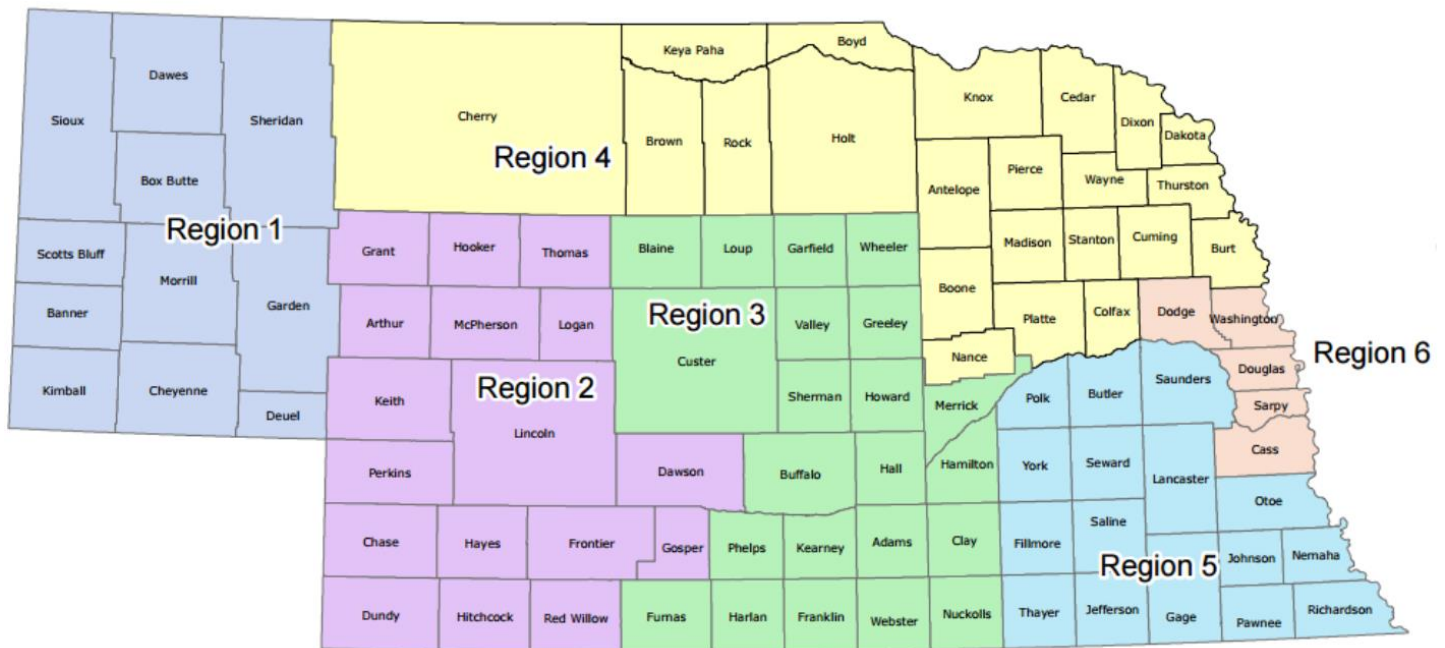 Keya Paha
Boyd
Dawes
Sioux
Sheridan
Cherry
Knox
Cedar
Dixon
Dakota
Brown
Rock
Holt
Region 4
Box Butte
Antelope
Pierce
Wayne
Thurston
Region 1
Scotts Bluff
Morrill
Garden
Banner
Kimball
Cheyenne
Deuel
Grant
Hooker
Thomas
Blaine
Loup
Garfield
Wheeler
Madison
Stanton
Cuming
Burt
Boone
Platte
Colfax
Dodge
Washington
Arthur
McPherson
Logan
Region 3
Custer
Valley
Greeley
Nance
Douglas
Region 6
Sarpy
Cass
Keith
Region 2
Lincoln
Sherman
Howard
Merrick
Polk
Butler
Saunders
Perkins
Dawson
Buffalo
Hall
Hamilton
York
Seward
Lancaster
Otoe
Chase
Hayes
Frontier
Gosper
Phelps
Kearney
Adams
Clay
Fillmore
Saline
Region 5
Johnson
Nemaha
Dundy
Hitchcock
Red Willow
Furnas
Harlan
Franklin
Webster
Nuckolls
Thayer
Jefferson
Gage
Pawnee
Richardson